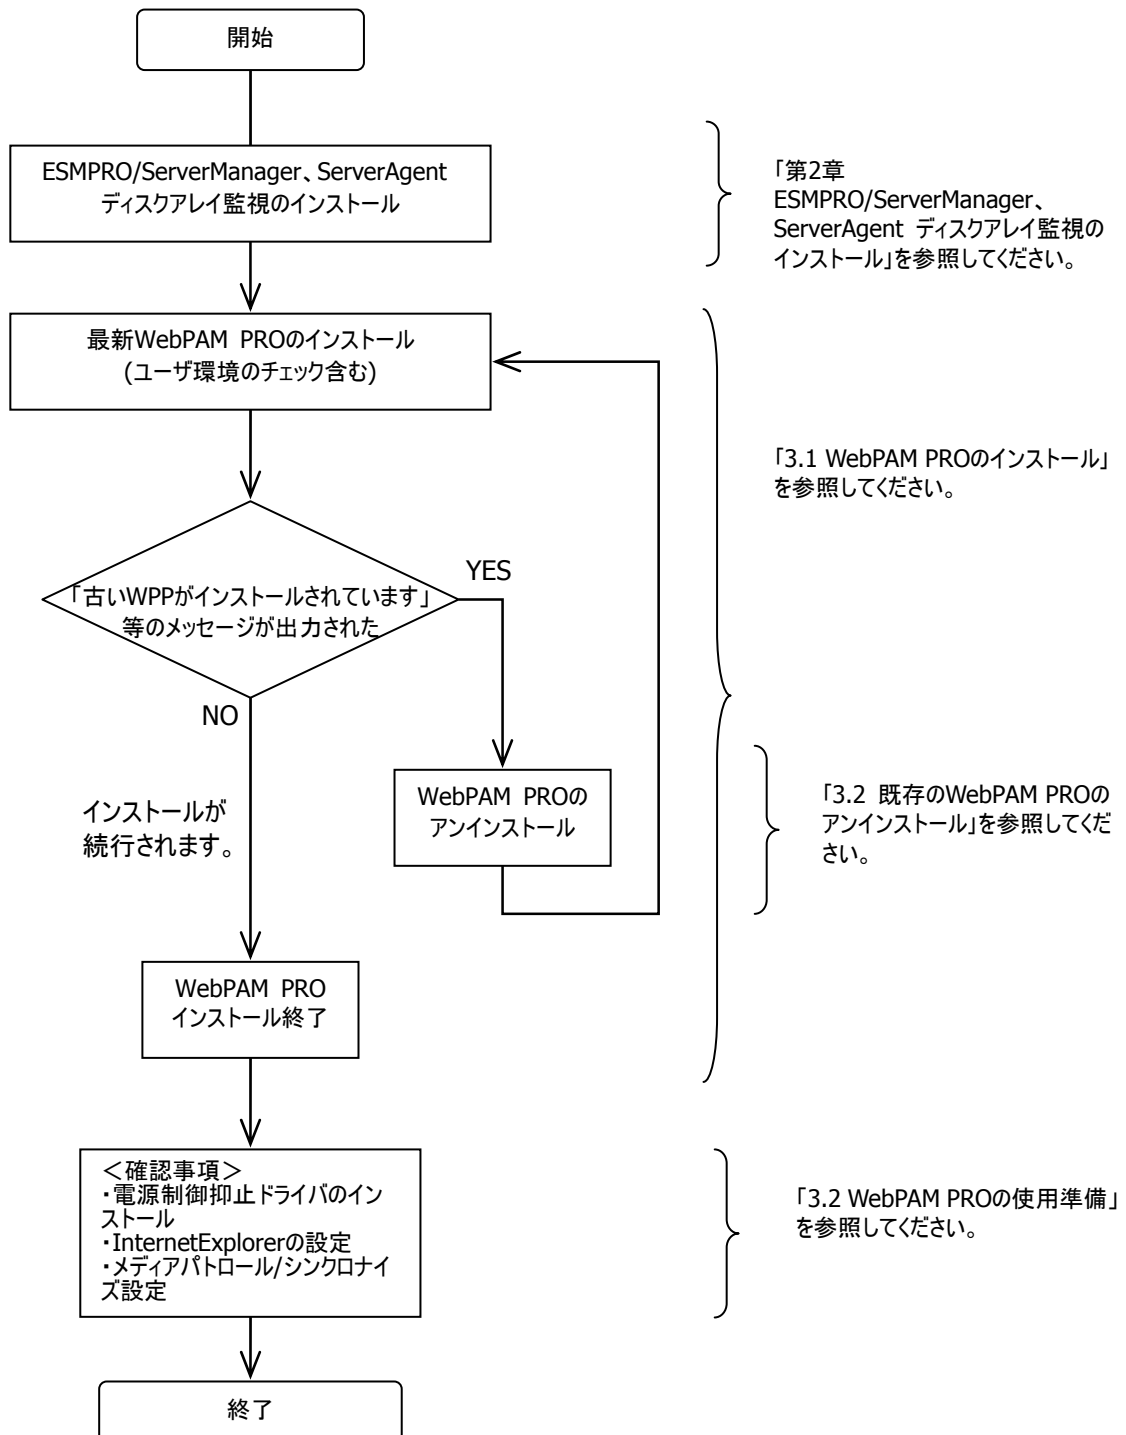 開始
ESMPRO/ServerManager、ServerAgent
ディスクアレイ監視のインストール
「第2章
ESMPRO/ServerManager、
ServerAgent ディスクアレイ監視の
インストール」を参照してください。
最新WebPAM PROのインストール
(ユーザ環境のチェック含む)
「3.1 WebPAM PROのインストール」
を参照してください。
「古いWPPがインストールされています」
等のメッセージが出力された
YES
NO
インストールが
続行されます。
WebPAM PROの
アンインストール
「3.2 既存のWebPAM PROの
アンインストール」を参照してくだ
さい。
WebPAM PRO
インストール終了
＜確認事項＞
・電源制御抑止ドライバのイン
ストール
・InternetExplorerの設定
・メディアパトロール/シンクロナイ
ズ設定
「3.2 WebPAM PROの使用準備」
を参照してください。
終了